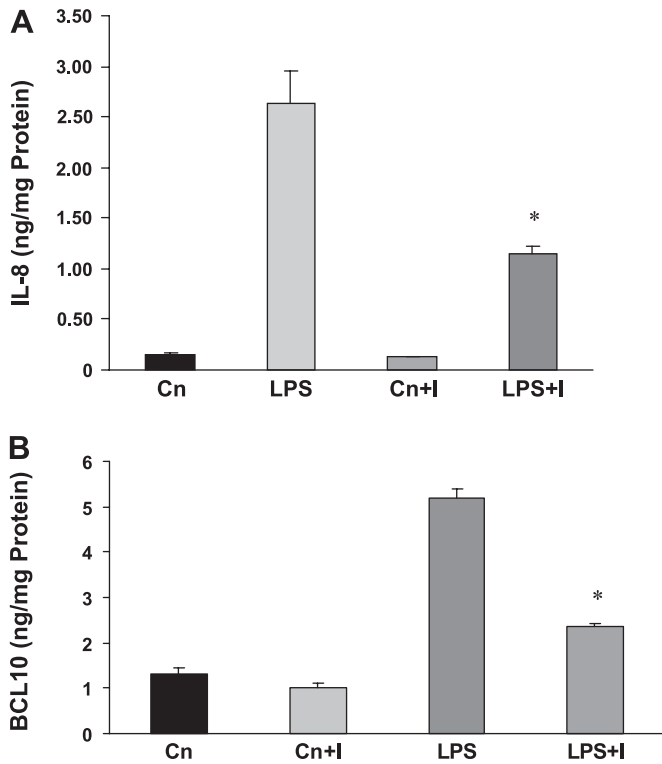 A
IL-8 (ng/mg Protein)
3.50
3.00
2.50
2.00
1.50
1.00
0.50
0
*
Cn LPS Cn+I LPS+I
B
BCL10 (ng/mg Protein)
6
5
4
3
2
1
0
*
Cn Cn+I LPS LPS+I